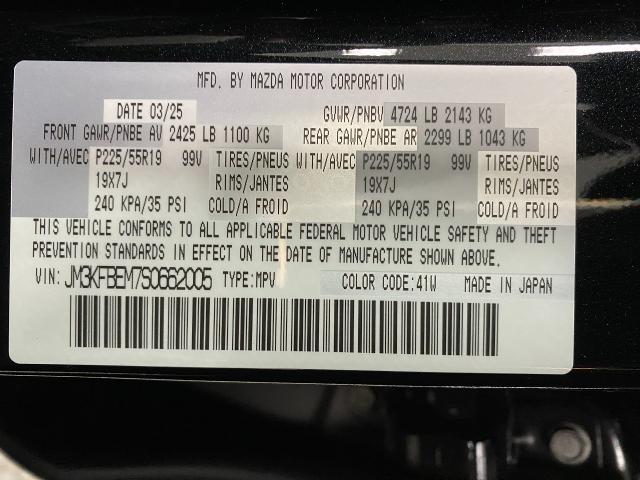 MFD. BY MAZDA MOTOR CORPORATION
DATE 03/25 GVWR/PNBV 4724 LB 2143 KG
FRONT GAWR/PNBE AV 2425 LB 1100 KG REAR GAWR/PNBE AR 2299 LB 1043 KG
WITH/AVEC P225/55R19 99V TIRES/PNEUS WITH/AVEC P225/55R19 99V TIRES/PNEUS
19X7J RIMS/JANTES 19X7J RIMS/JANTES
240 KPA/35 PSI COLD/A FROID 240 KPA/35 PSI COLD/A FROID
THIS VEHICLE CONFORMS TO ALL APPLICABLE FEDERAL MOTOR VEHICLE SAFETY AND THEFT
PREVENTION STANDARDS IN EFFECT ON THE DATE OF MANUFACTURE SHOWN ABOVE.
VIN: JM3KFBEM7S0662005 TYPE:MPV COLOR CODE:41W MADE IN JAPAN